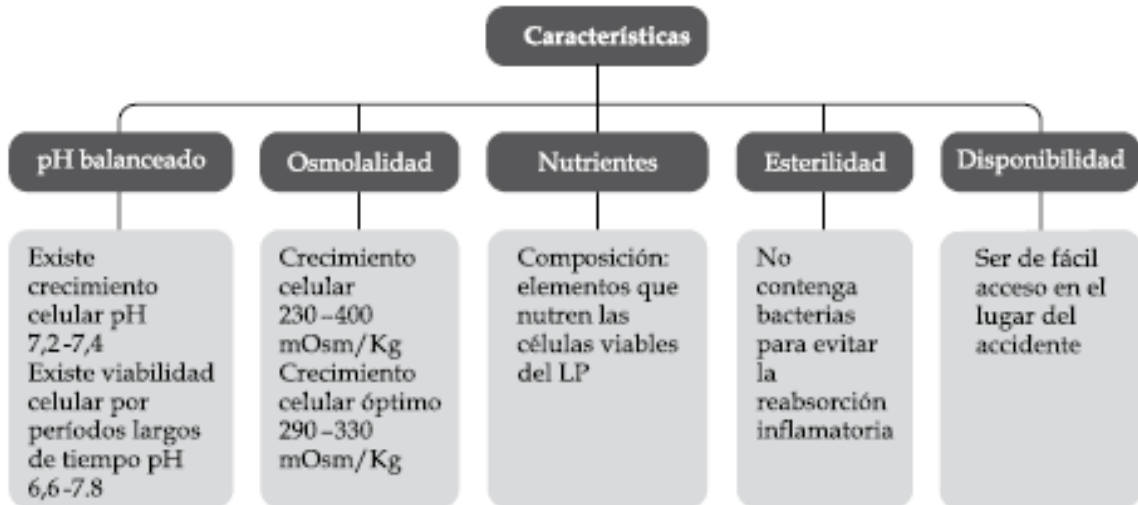 Características
pH balanceado
Existe
crecimiento
celular pH
7,2-7,4
Existe viabilidad
celular por
períodos largos
de tiempo pH
6,6-7.8
Osmolalidad
Crecimiento
celular
230–400
mOsm/Kg
Crecimiento
celular óptimo
290–330
mOsm/Kg
Nutrientes
Composición:
elementos que
nutren las
células viables
del LP
Esterilidad
No
contenga
bacterias
para evitar
la
reabsorción
inflamatoria
Disponibilidad
Ser de fácil
acceso en el
lugar del
accidente